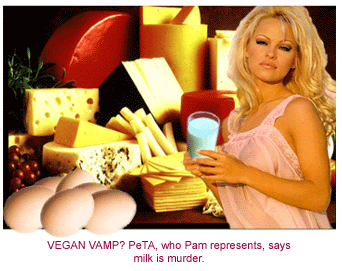 VEGAN VAMP? PeTA, who Pam represents, says
milk is murder.